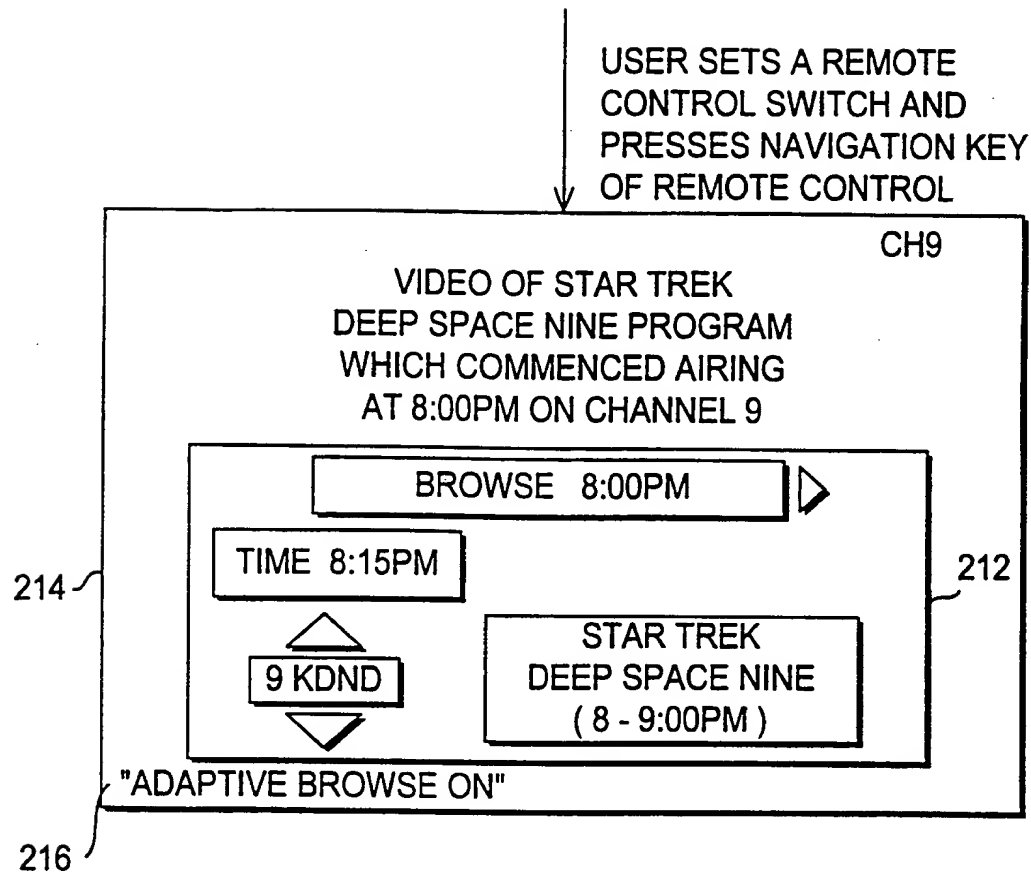 USER SETS A REMOTE
CONTROL SWITCH AND
PRESSES NAVIGATION KEY
OF REMOTE CONTROL
CH9
VIDEO OF STAR TREK
DEEP SPACE NINE PROGRAM
WHICH COMMENCED AIRING
AT 8:00PM ON CHANNEL 9
BROWSE 8:00PM
TIME 8:15PM
214
212
9 KDND
STAR TREK
DEEP SPACE NINE
( 8 - 9:00PM )
"ADAPTIVE BROWSE ON"
216